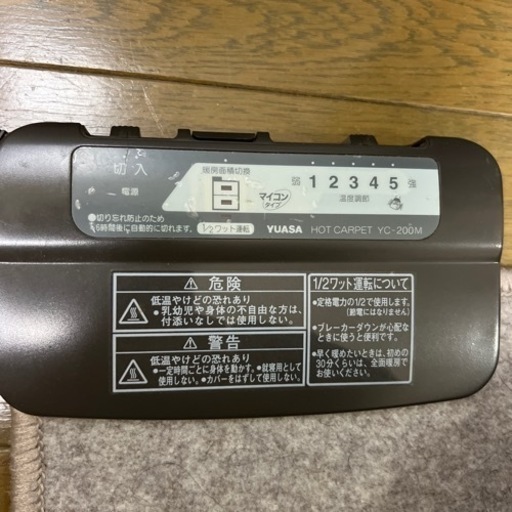 切 入
電源
暖房面積切換
マイコン
タイプ
弱 1 2 3 4 5 強
温度調節
●切り忘れ防止のため
6時間後に自動的に切れます。
1/2ワット運転
YUASA HOT CARPET YC-200M
危険
低温やけどの恐れあり
●乳幼児や身体の不自由な方は、
付添いなしでは使用しない。
警告
低温やけどの恐れあり
●一定時間ごとに身体を動かす。●就寝用として
使用しない。●カバーをはずして使用しない。
1/2ワット運転について
●定格電力の1/2で使用します。
(節電にはなりません)
●ブレーカーダウンが心配な
ときに使うと便利です。
●早く暖めたいときは、初めの
30分くらいは、全面暖房で
お使いください。